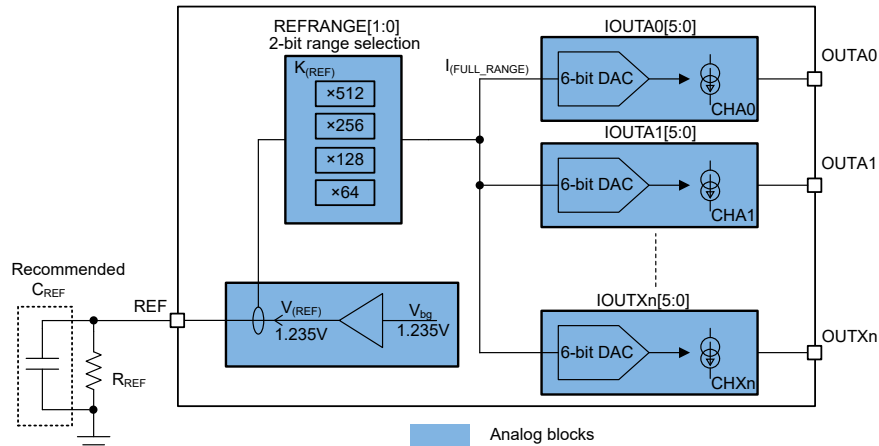 REFRANGE[1:0]
2-bit range selection
K(REF)
×512
×256
×128
×64
I(FULL_RANGE)
IOUTA0[5:0]
6-bit DAC
CHA0
OUTA0
IOUTA1[5:0]
6-bit DAC
CHA1
OUTA1
Recommended
CREF
REF
RREF
V(REF)
1.235V
Vbg
1.235V
IOUTXn[5:0]
6-bit DAC
CHXn
OUTXn
Analog blocks